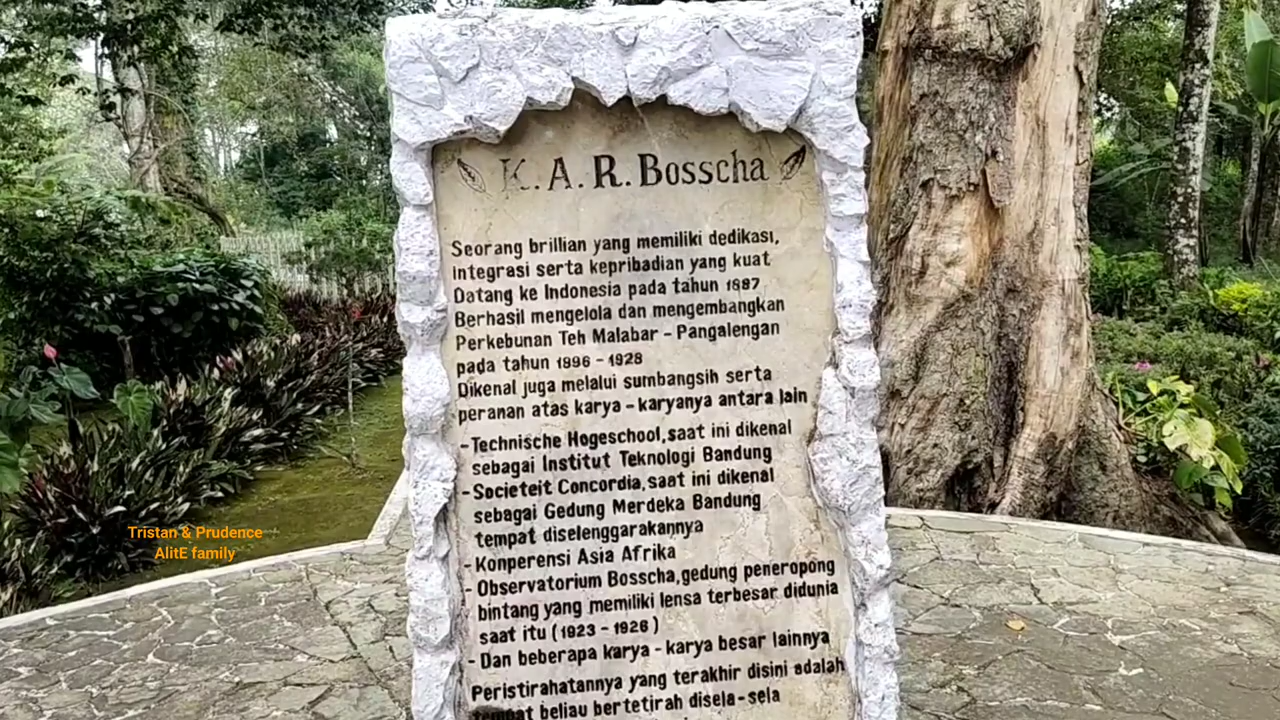 K.A.R.Bosscha
Seorang brillian yang memiliki dedikasi,
integrasi serta kepribadian yang kuat
Datang ke Indonesia pada tahun 1887
Berhasil mengelola dan mengembangkan
Perkebunan Teh Malabar - Pangalengan
pada tahun 1896 - 1928
Dikenal juga melalui sumbangsih serta
peranan atas karya - karyanya antara lain
- Technische Hogeschool, saat ini dikenal
sebagai Institut Teknologi Bandung
- Societeit Concordia, saat ini dikenal
sebagai Gedung Merdeka Bandung
tempat diselenggarakannya
- Konperensi Asia Afrika
- Observatorium Bosscha, gedung peneropong
bintang yang memiliki lensa terbesar didunia
saat itu (1923 - 1926)
- Dan beberapa karya - karya besar lainnya
Peristirahatannya yang terakhir disini adalah
tempat beliau bertetirah disela - sela
Tristan & Prudence
AlitE family